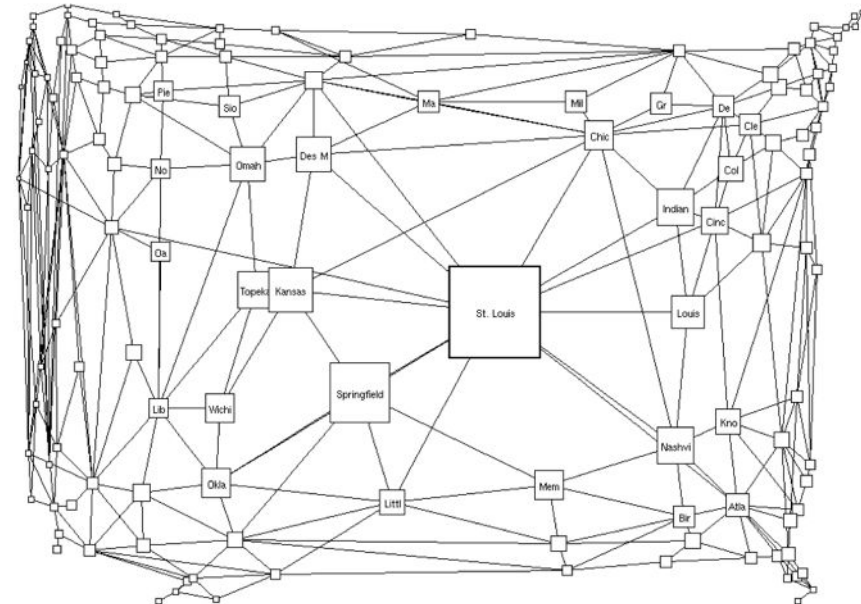 Pie
Sio
Ma
Mil
Gr
De
Cle
Chic
No
Omah
Des M
Col
Indian
Cinc
Oa
Topeka
Kansas
St. Louis
Louis
Springfield
Lib
Wichi
Kno
Nashvi
Okla
Littl
Mem
Bir
Atla